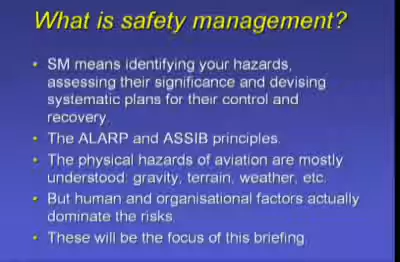 What is safety management?
• SM means identifying your hazards,
assessing their significance and devising
systematic plans for their control and
recovery.
• The ALARP and ASSIB principles.
• The physical hazards of aviation are mostly
understood: gravity, terrain, weather, etc.
• But human and organisational factors actually
dominate the risks.
• These will be the focus of this briefing.